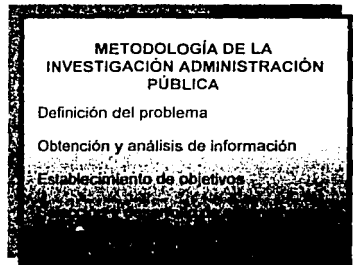 METODOLOGÍA DE LA
INVESTIGACIÓN ADMINISTRACIÓN
PÚBLICA
Definición del problema
Obtención y análisis de información
Establecimiento de objetivos